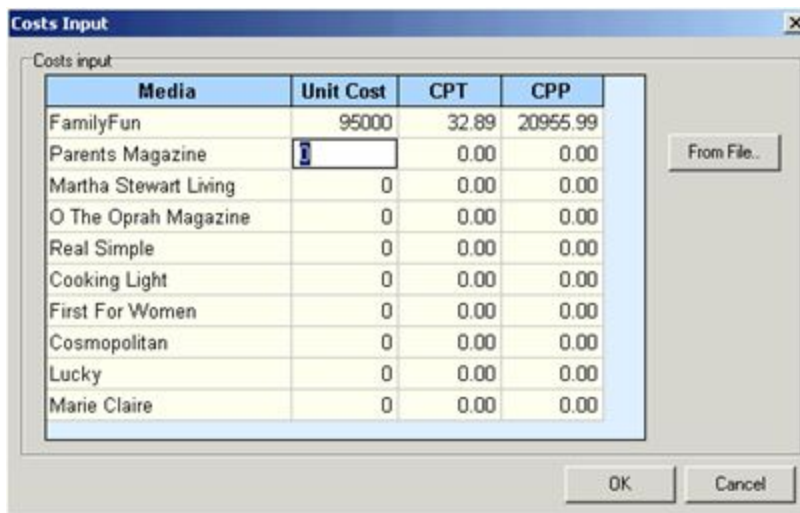 Costs Input
Costs input
Media Unit Cost CPT CPP
FamilyFun 95000 32.89 20955.99
Parents Magazine 0 0.00 0.00
From File..
Martha Stewart Living 0 0.00 0.00
O The Oprah Magazine 0 0.00 0.00
Real Simple 0 0.00 0.00
Cooking Light 0 0.00 0.00
First For Women 0 0.00 0.00
Cosmopolitan 0 0.00 0.00
Lucky 0 0.00 0.00
Marie Claire 0 0.00 0.00
OK Cancel